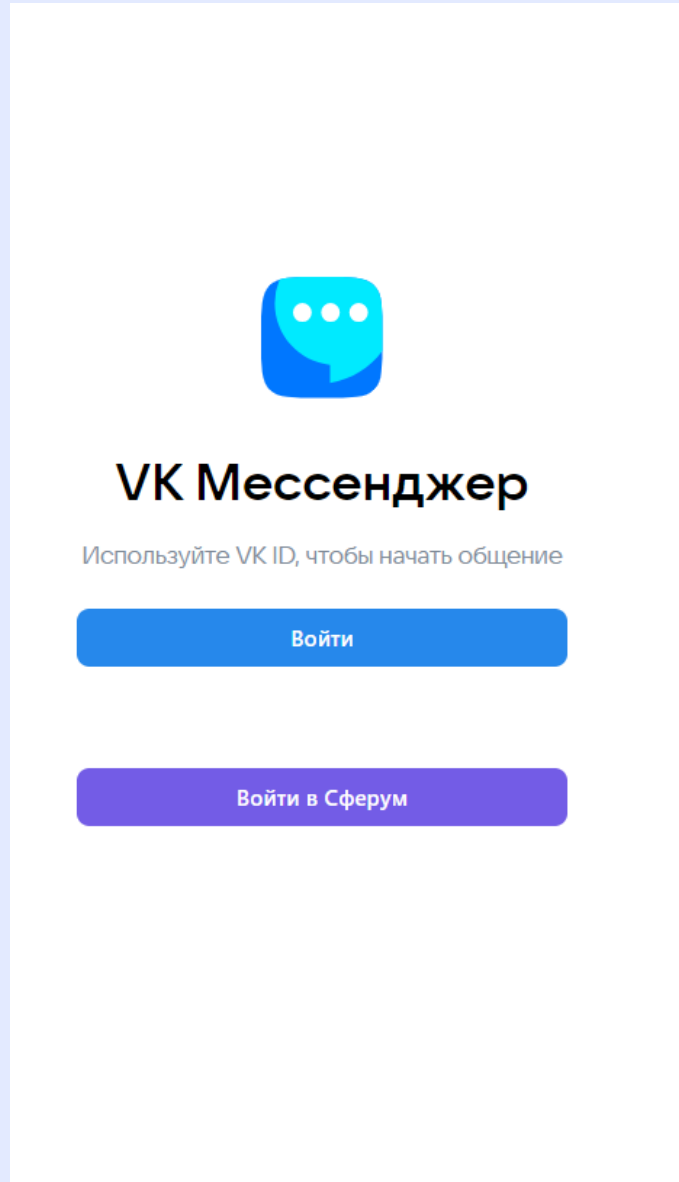 VK Мессенджер
Используйте VK ID, чтобы начать общение
Войти
Войти в Сферум